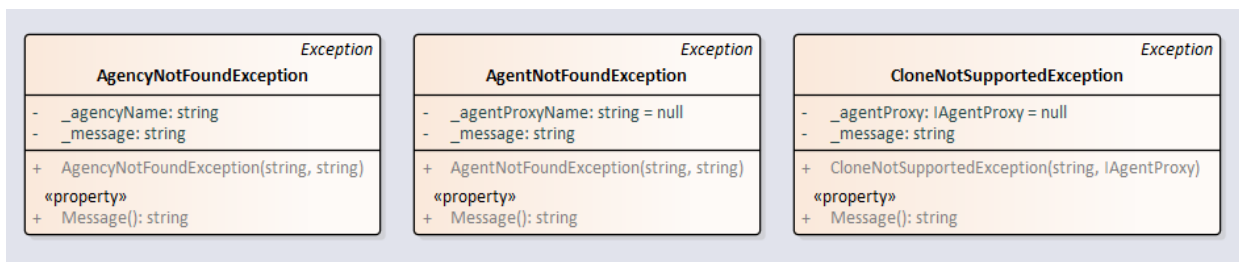 Exception
AgencyNotFoundException
- _agencyName: string
- _message: string
+ AgencyNotFoundException(string, string)
«property»
+ Message(): string
Exception
AgentNotFoundException
- _agentProxyName: string = null
- _message: string
+ AgentNotFoundException(string, string)
«property»
+ Message(): string
Exception
CloneNotSupportedException
- _agentProxy: IAgentProxy = null
- _message: string
+ CloneNotSupportedException(string, IAgentProxy)
«property»
+ Message(): string